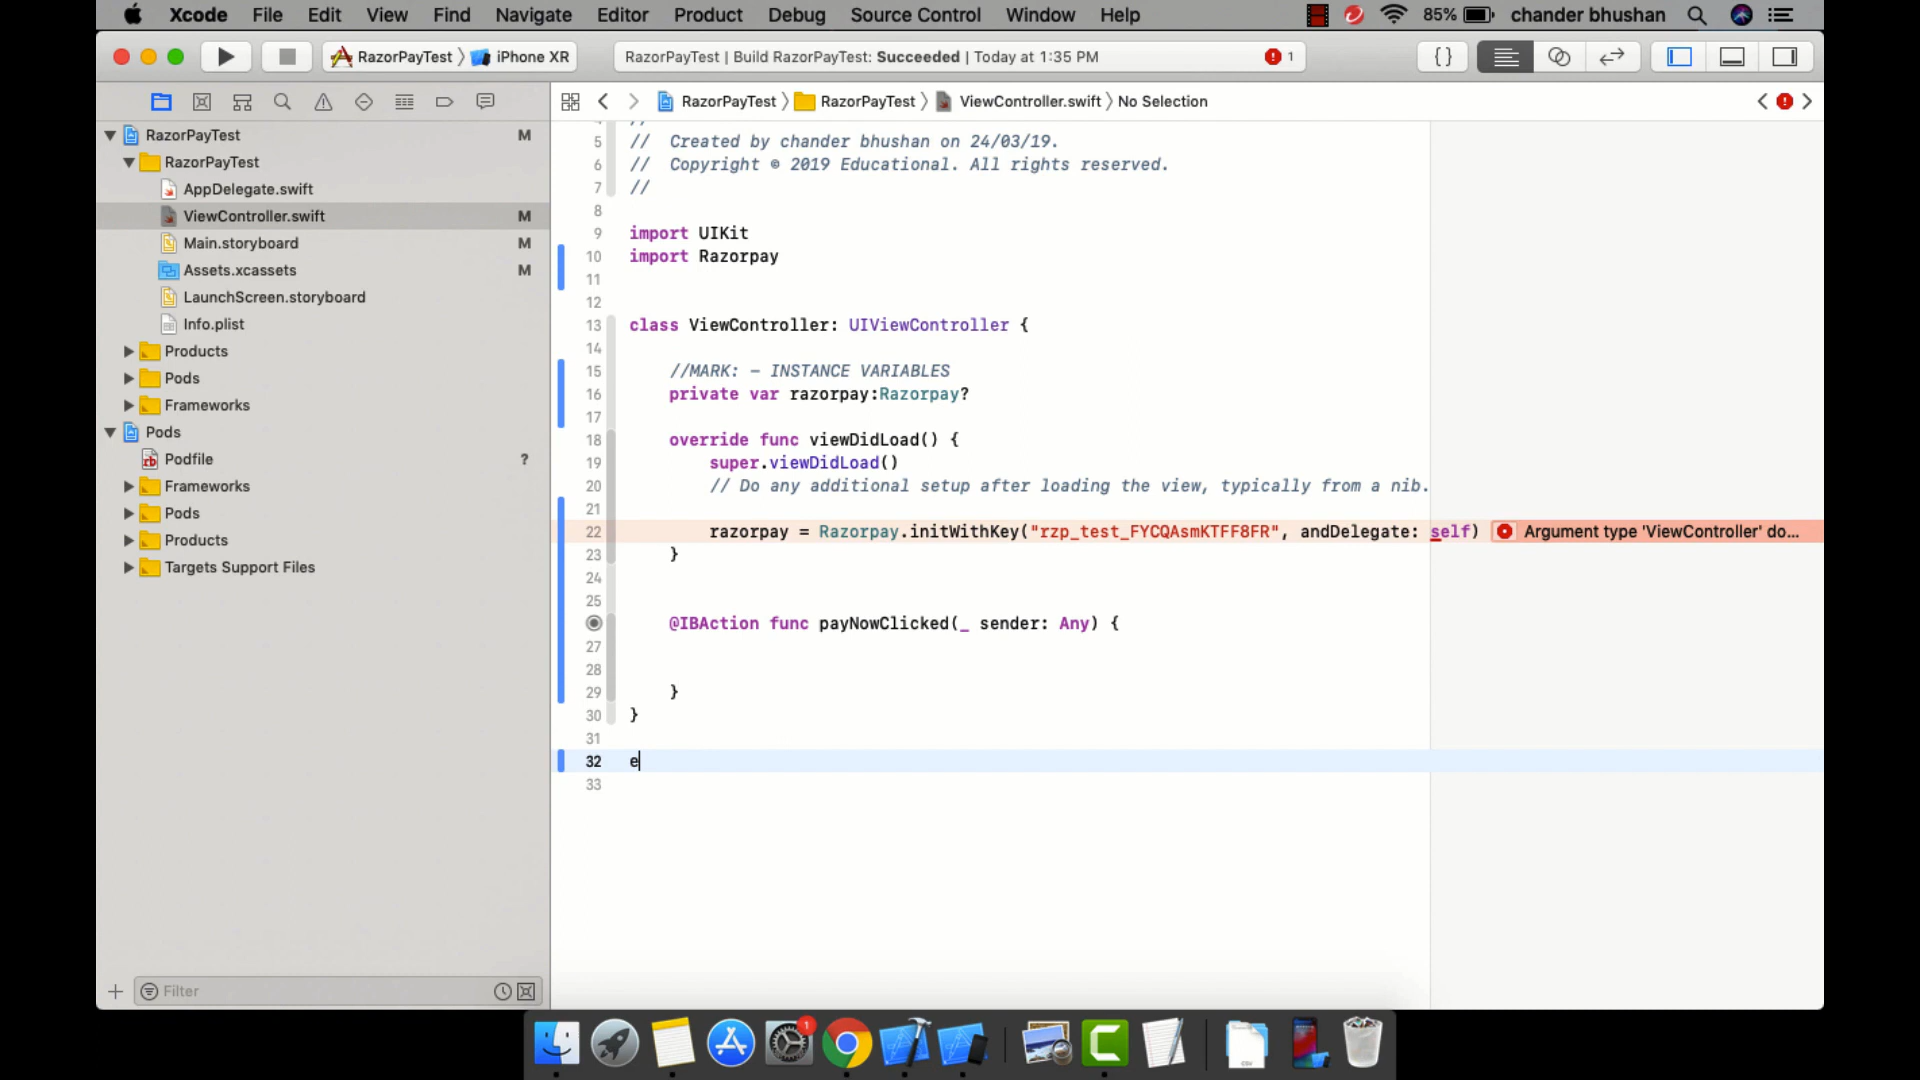 Xcode File Edit View Find Navigate Editor Product Debug Source Control Window Help 85% chander bhushan
RazorPayTest iPhone XR RazorPayTest | Build RazorPayTest: Succeeded | Today at 1:35 PM 1 {}
RazorPayTest RazorPayTest ViewController.swift No Selection
RazorPayTest M
RazorPayTest
AppDelegate.swift
ViewController.swift M
Main.storyboard M
Assets.xcassets M
LaunchScreen.storyboard
Info.plist
Products
Pods
Frameworks
Pods
Podfile ?
Frameworks
Pods
Products
Targets Support Files
Filter
5 // Created by chander bhushan on 24/03/19.
6 // Copyright © 2019 Educational. All rights reserved.
7 //
8
9 import UIKit
10 import Razorpay
11
12
13 class ViewController: UIViewController {
14
15 //MARK: - INSTANCE VARIABLES
16 private var razorpay:Razorpay?
17
18 override func viewDidLoad() {
19 super.viewDidLoad()
20 // Do any additional setup after loading the view, typically from a nib.
21
22 razorpay = Razorpay.initWithKey("rzp_test_FYCQAsmKTFF8FR", andDelegate: self) Argument type 'ViewController' do...
23 }
24
25
@IBAction func payNowClicked(_ sender: Any) {
27
28
29 }
30 }
31
32 e
33
1
CSV